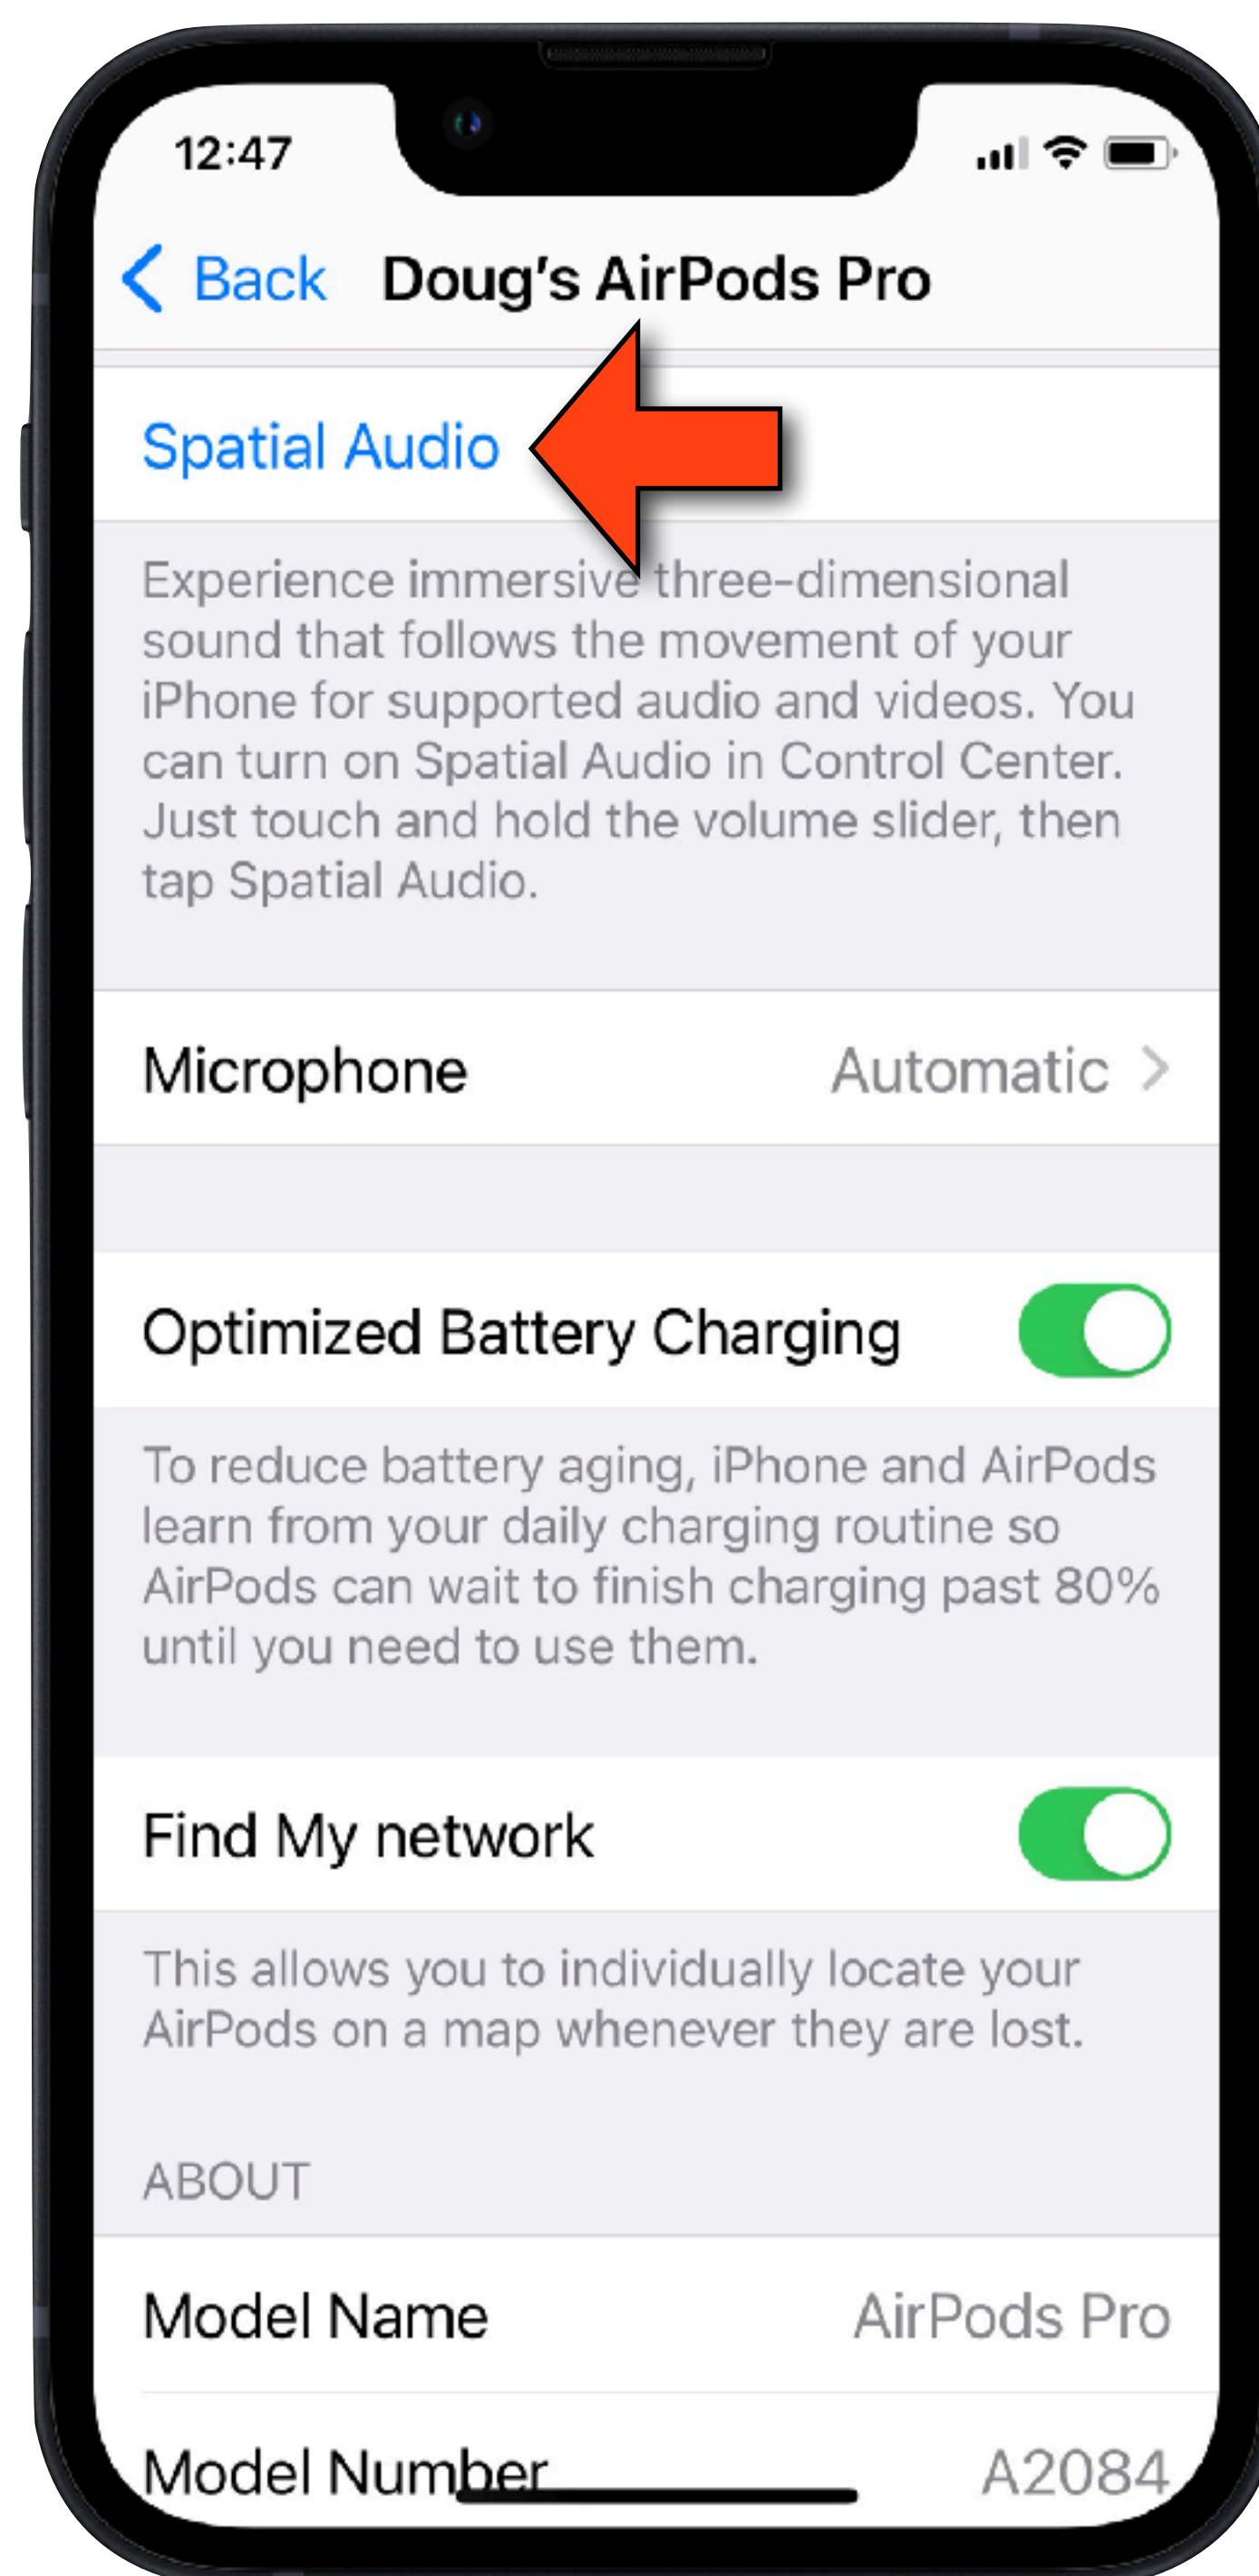 12:47
Back Doug's AirPods Pro
Spatial Audio
Experience immersive three-dimensional
sound that follows the movement of your
iPhone for supported audio and videos. You
can turn on Spatial Audio in Control Center.
Just touch and hold the volume slider, then
tap Spatial Audio.
Microphone Automatic
Optimized Battery Charging
To reduce battery aging, iPhone and AirPods
learn from your daily charging routine so
AirPods can wait to finish charging past 80%
until you need to use them.
Find My network
This allows you to individually locate your
AirPods on a map whenever they are lost.
ABOUT
Model Name AirPods Pro
Model Number A2084